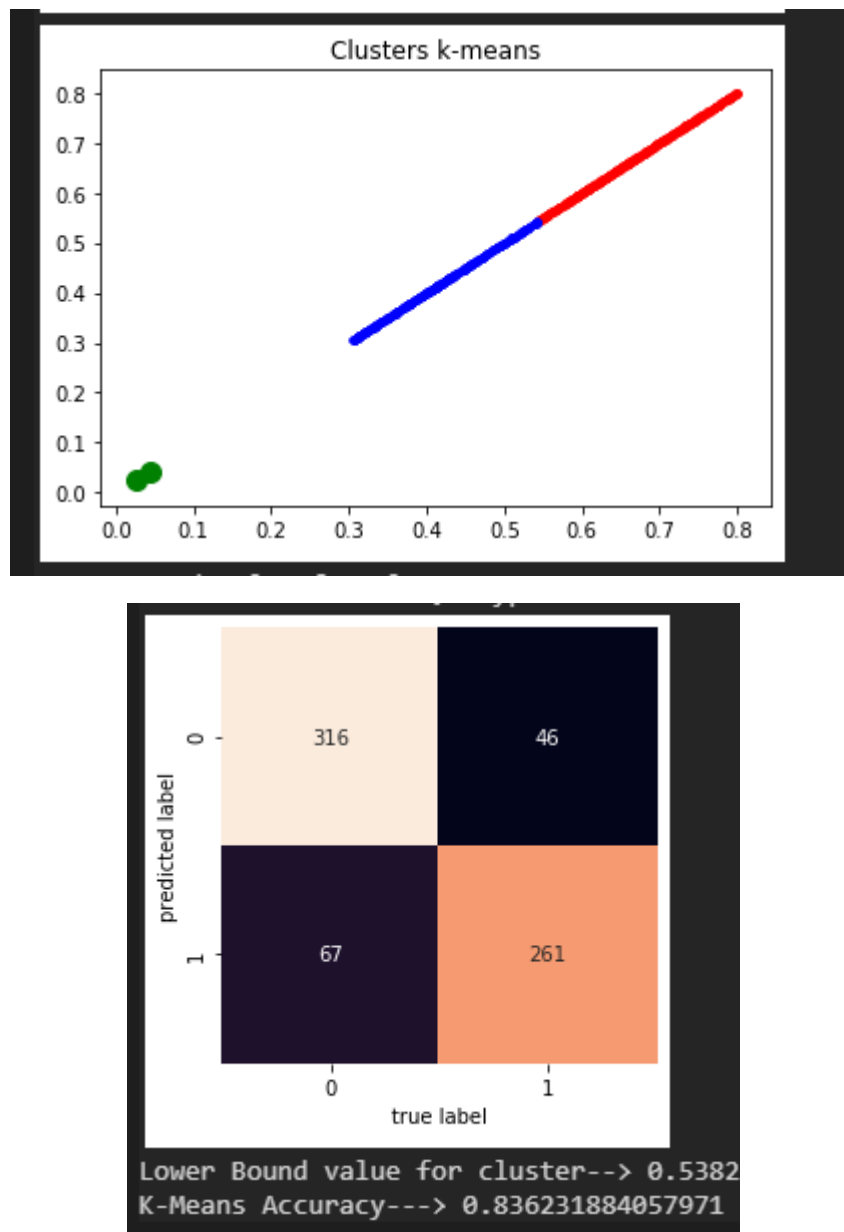 Clusters k-means
0.8
0.7
0.6
0.5
0.4
0.3
0.2
0.1
0.0
0.0 0.1 0.2 0.3 0.4 0.5 0.6 0.7 0.8
0 316 46
predicted label
1 67 261
0 1
true label
Lower Bound value for cluster--> 0.5382
K-Means Accuracy---> 0.836231884057971